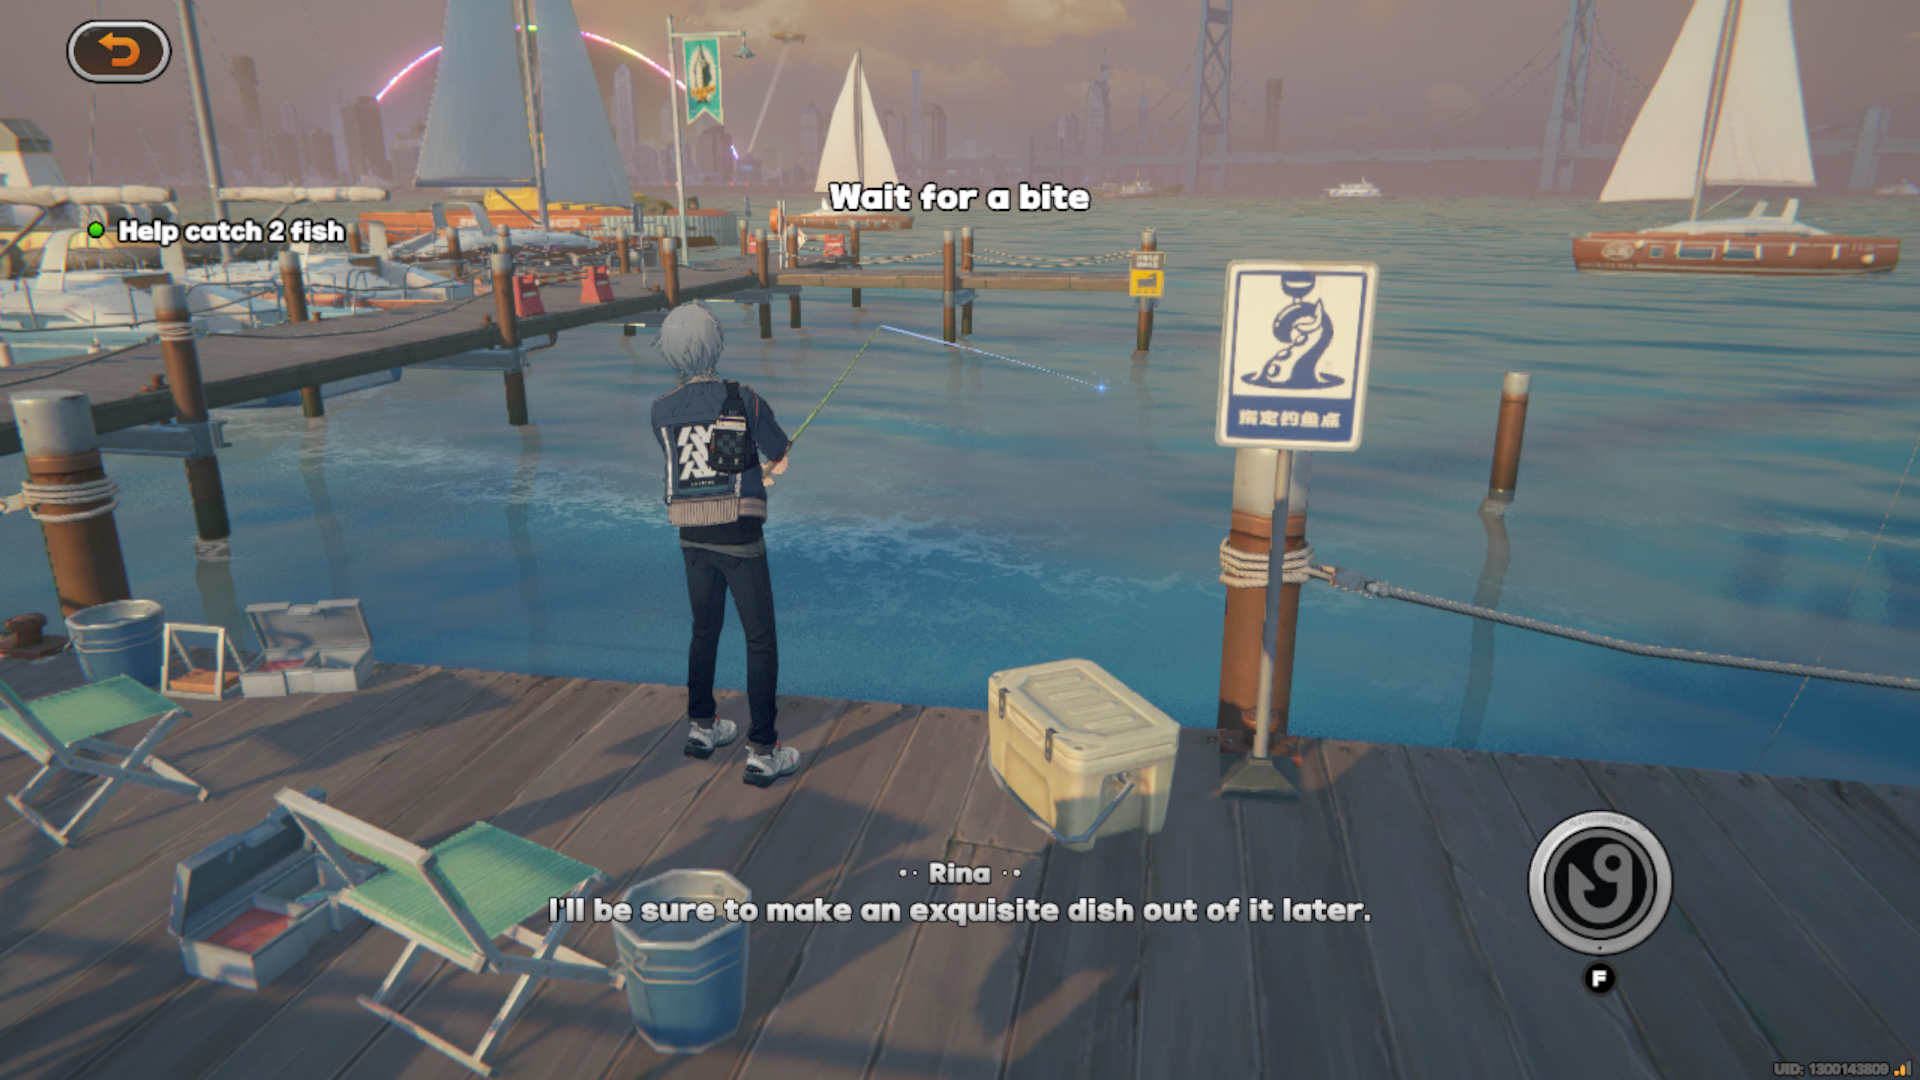 Wait for a bite
Help catch 2 fish
指定钓鱼点
·· Rina ··
I'll be sure to make an exquisite dish out of it later.
F
UID: 1300143809